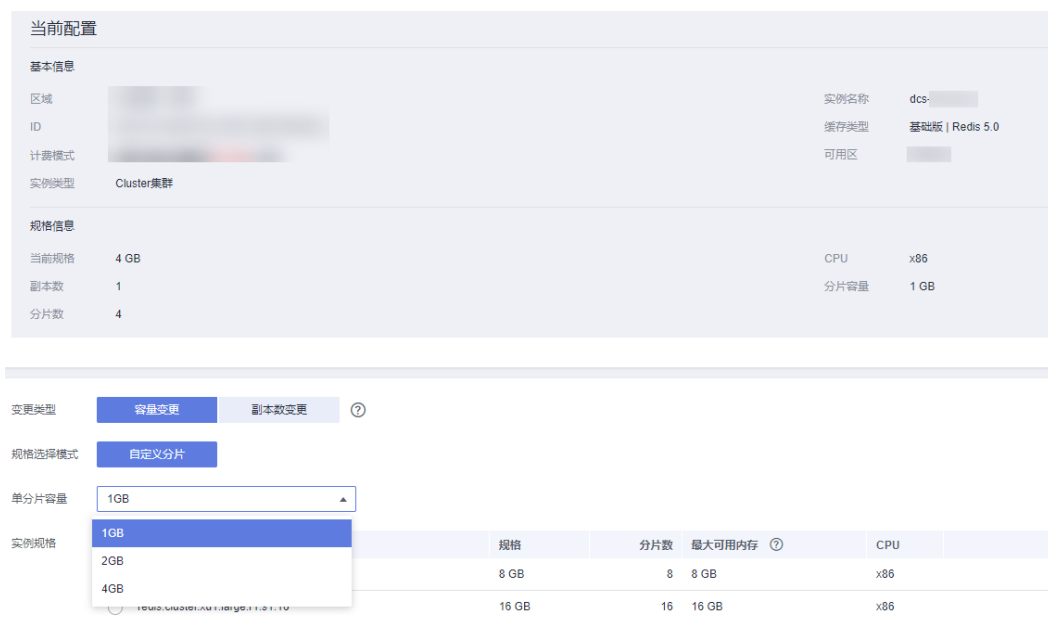 当前配置
基本信息
区域
实例名称 dcs-
ID
缓存类型 基础版 | Redis 5.0
计费模式
可用区
实例类型 Cluster集群
规格信息
当前规格 4 GB CPU x86
副本数 1 分片容量 1 GB
分片数 4
变更类型 容量变更 副本数变更 ?
规格选择模式 自定义分片
单分片容量 1GB
1GB
2GB
4GB
实例规格 规格 分片数 最大可用内存 ? CPU
8 GB 8 8 GB x86
16 GB 16 16 GB x86